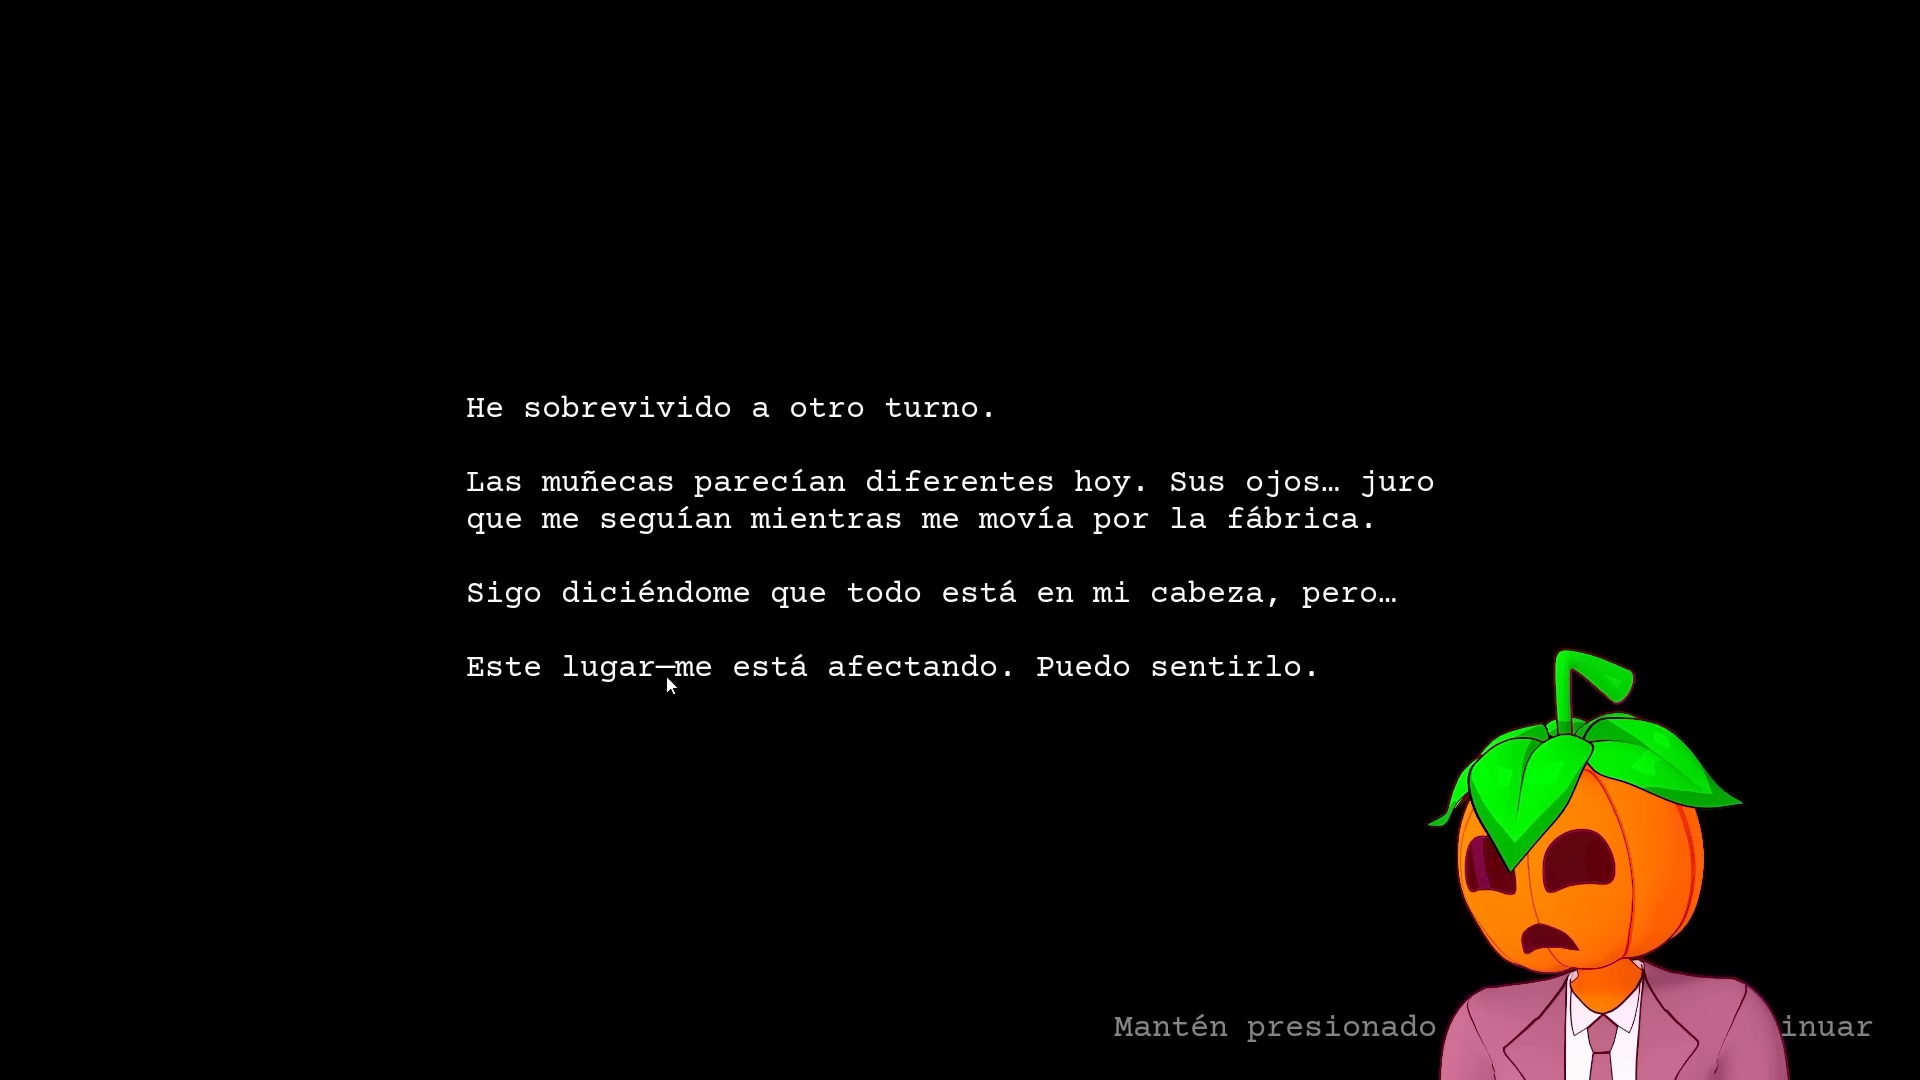 He sobrevivido a otro turno.
Las muñecas parecían diferentes hoy. Sus ojos… juro
que me seguían mientras me movía por la fábrica.
Sigo diciéndome que todo está en mi cabeza, pero…
Este lugar—me está afectando. Puedo sentirlo.
Mantén presionado inuar